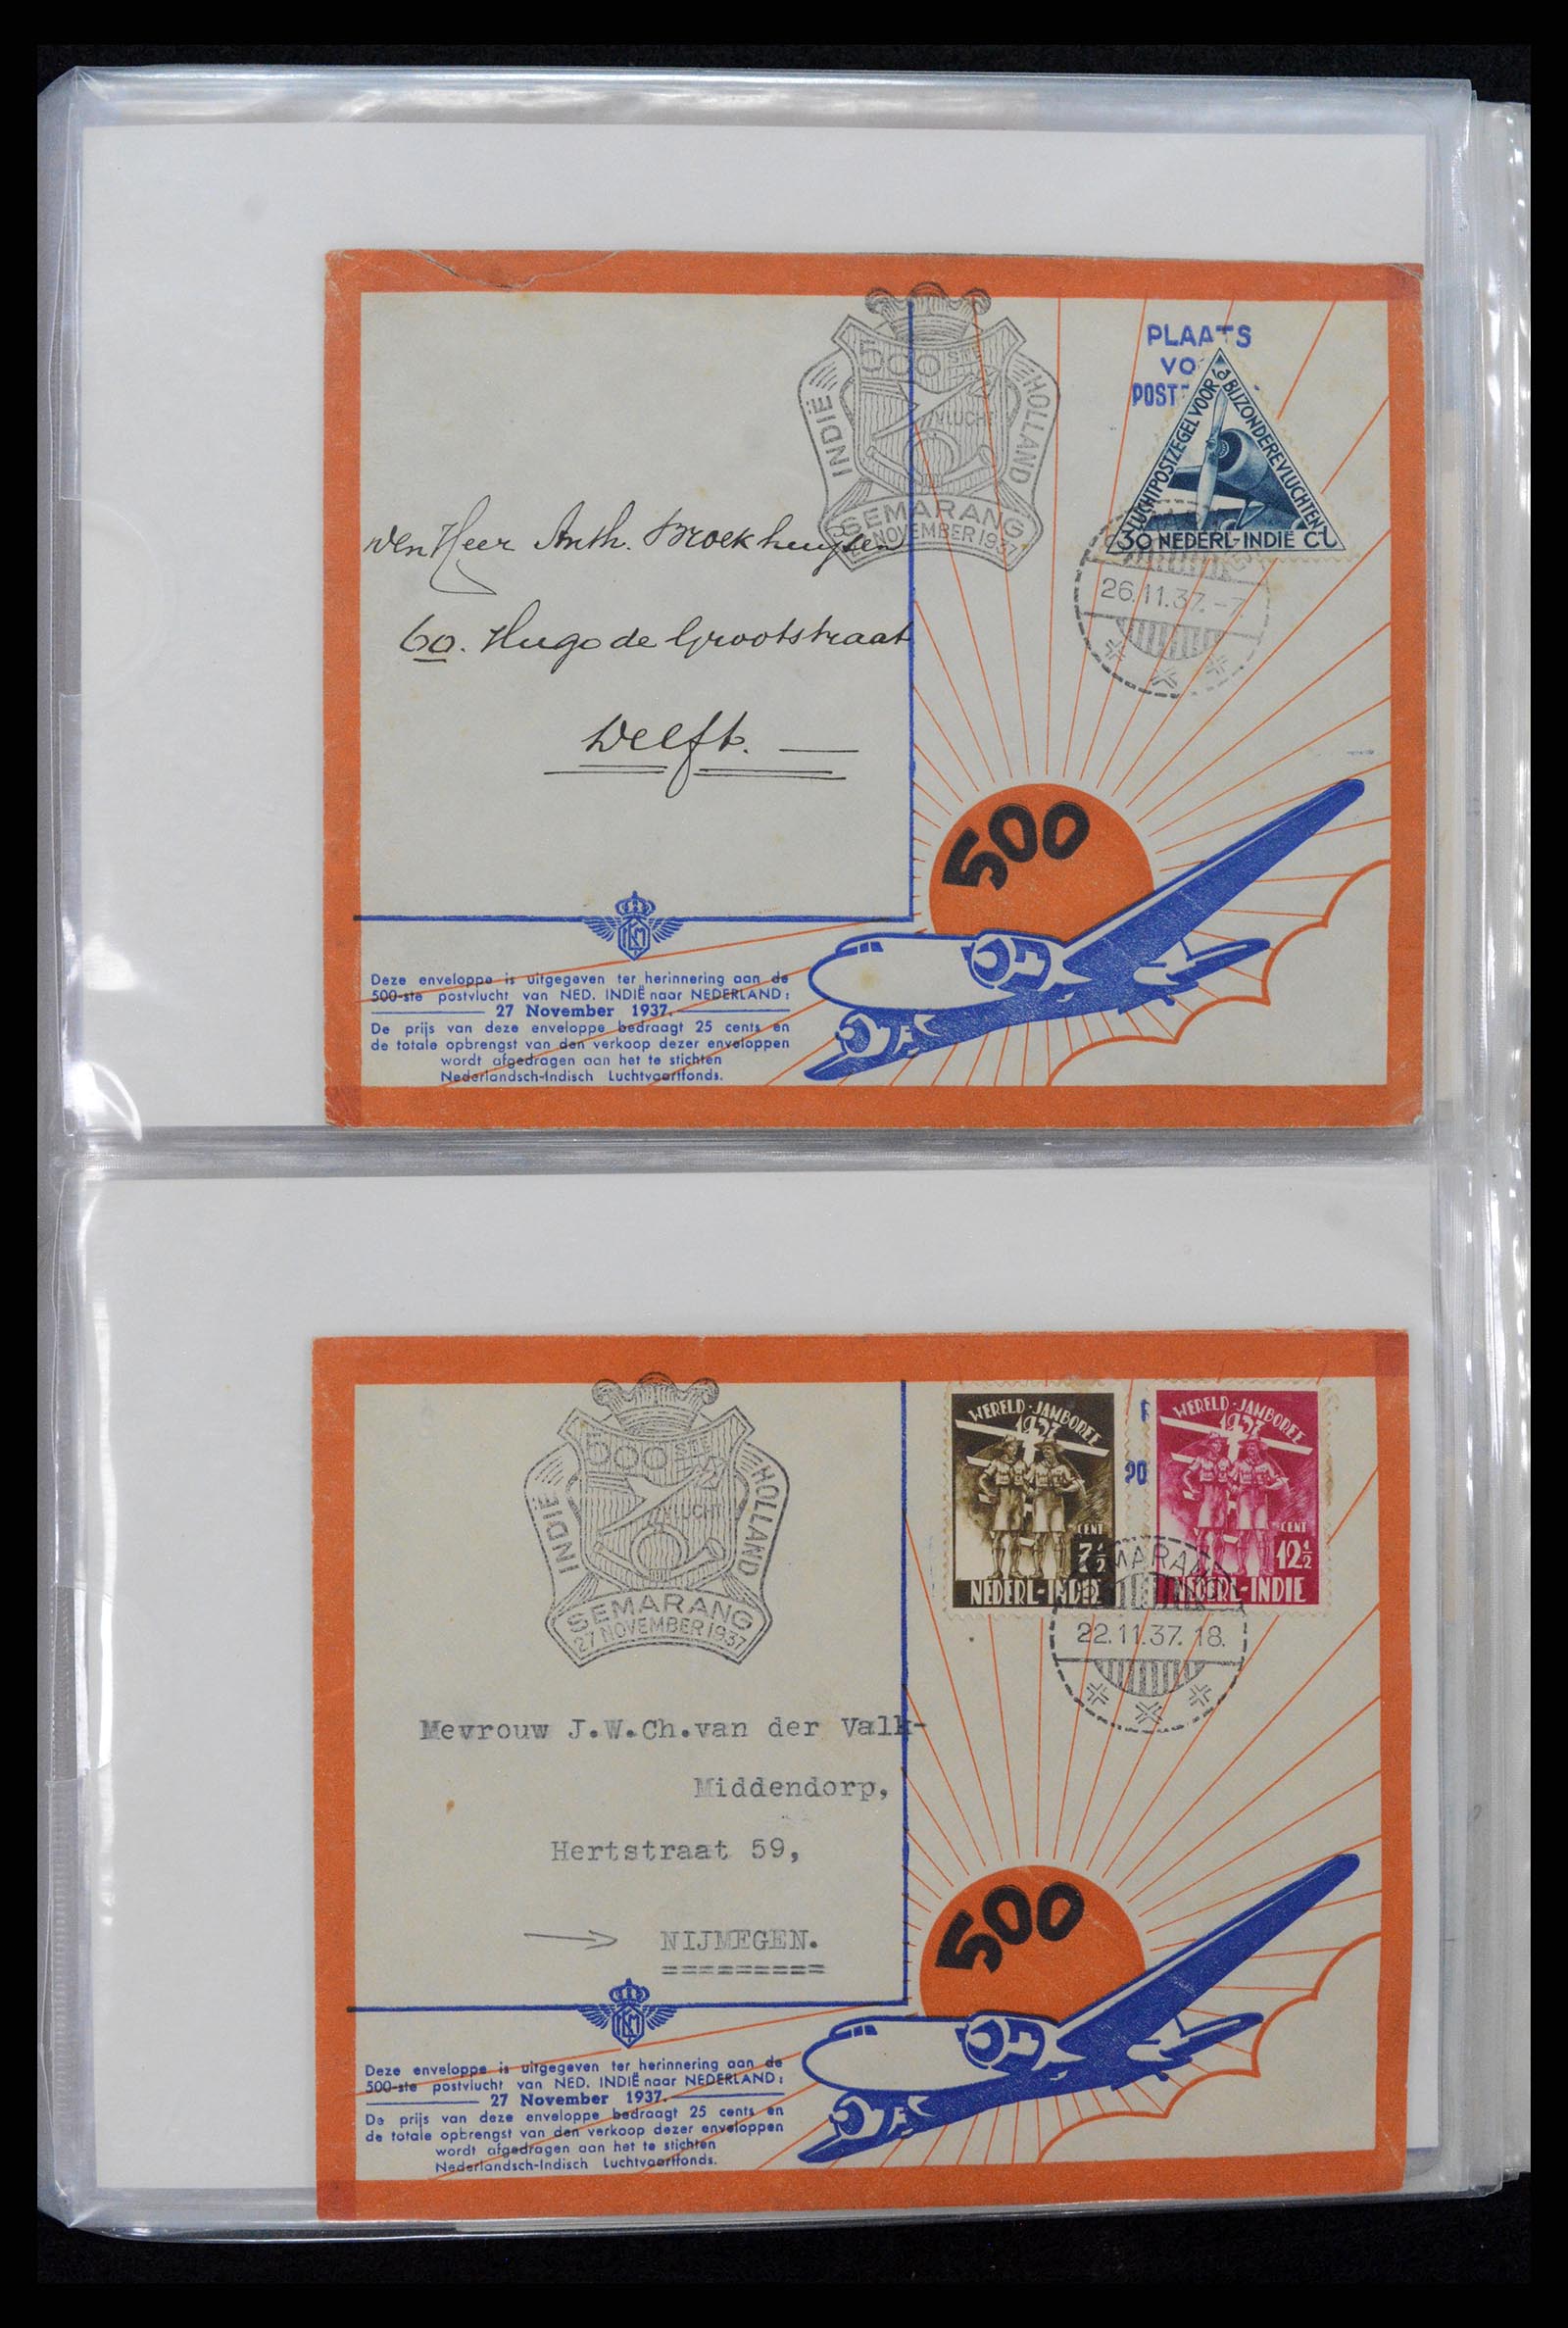 500STE
VLUCHT
INDIË
HOLLAND
SEMARANG
27 NOVEMBER 1937
PLAATS
VO
POST
LUCHTPOSTZEGEL VOOR BIJZONDERE VLUCHTEN
30 NEDERL-INDIË Ct
26.11.37.-7
Den Heer Anth. Broekhuysen
60. Hugo de Grootstraat
Delft.
500
KLM
Deze enveloppe is uitgegeven ter herinnering aan de
500-ste postvlucht van NED. INDIË naar NEDERLAND:
27 November 1937.
De prijs van deze enveloppe bedraagt 25 cents en
de totale opbrengst van den verkoop dezer enveloppen
wordt afgedragen aan het te stichten
Nederlandsch-Indisch Luchtvaartfonds.
500STE
VLUCHT
INDIË
HOLLAND
SEMARANG
27 NOVEMBER 1937
WERELD-JAMBOREE
1937
CENT
7½
NEDERL-INDIE
WERELD-JAMBOREE
1937
CENT
12½
NEDERL-INDIE
SEMARANG
22.11.37.18.
Mevrouw J.W.Ch.van der Valk-
Middendorp,
Hertstraat 59,
NIJMEGEN.
500
KLM
Deze enveloppe is uitgegeven ter herinnering aan de
500-ste postvlucht van NED. INDIË naar NEDERLAND:
27 November 1937.
De prijs van deze enveloppe bedraagt 25 cents en
de totale opbrengst van den verkoop dezer enveloppen
wordt afgedragen aan het te stichten
Nederlandsch-Indisch Luchtvaartfonds.